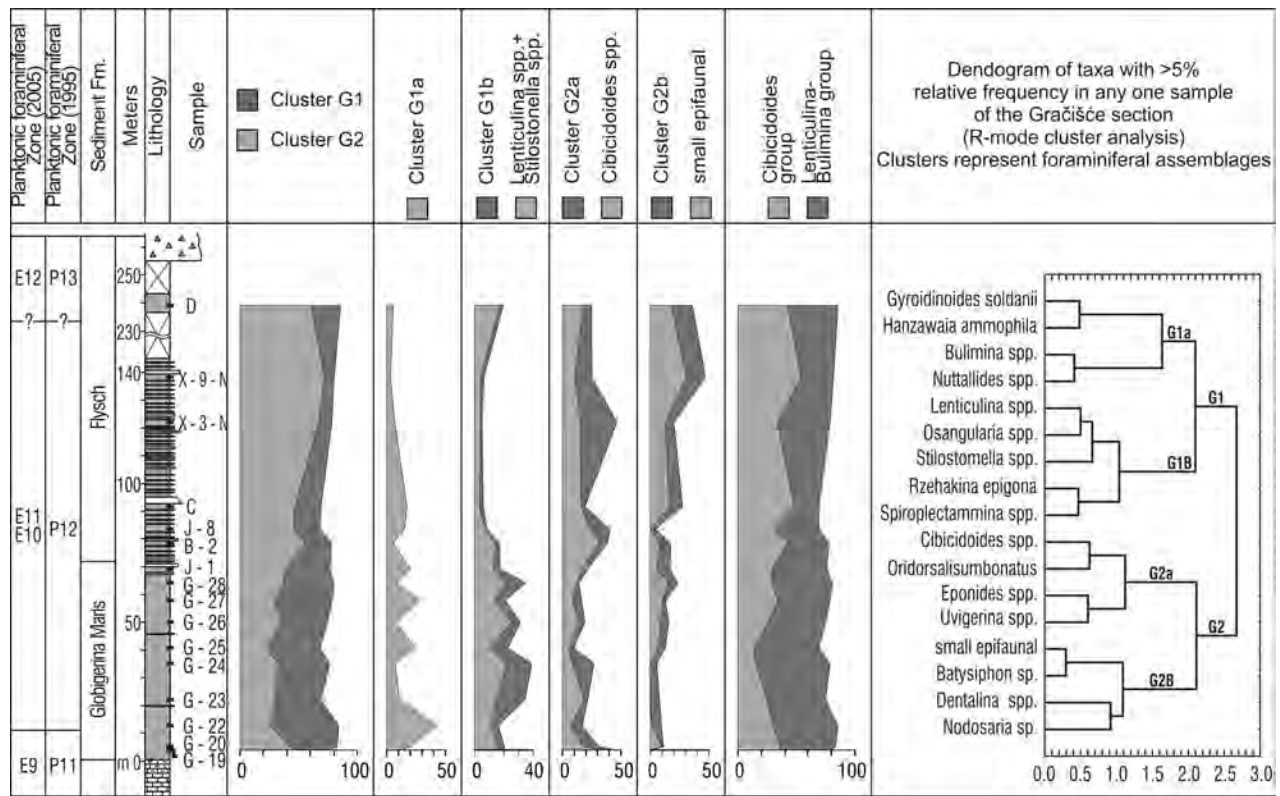 Planktonic foraminiferal
Zone (2005)
Planktonic foraminiferal
Zone (1995)
Sediment Fm.
Meters
Lithology
Sample
Cluster G1
Cluster G2
Cluster G1a
Cluster G1b
Lenticulina spp.+
Stilostomella spp.
Cluster G2a
Cibicidoides spp.
Cluster G2b
small epifaunal
Cibicidoides
group
Lenticulina-
Bulimina group
Dendogram of taxa with >5%
relative frequency in any one sample
of the Gračišće section
(R-mode cluster analysis)
Clusters represent foraminiferal assemblages
E12 P13
-?- -?-
E11
E10 P12
E9 P11
Flysch
Globigerina Marls
250
230
140
100
50
m 0
D
X-9-N
X-3-N
C
J-8
B-2
J-1
G-28
G-27
G-26
G-25
G-24
G-23
G-22
G-20
G-19
0 100
0 50
0 40
0 50
0 50
0 100
Gyroidinoides soldanii
Hanzawaia ammophila
Bulimina spp.
Nuttallides spp.
Lenticulina spp.
Osangularia spp.
Stilostomella spp.
Rzehakina epigona
Spiroplectammina spp.
Cibicidoides spp.
Oridorsalisumbonatus
Eponides spp.
Uvigerina spp.
small epifaunal
Batysiphon sp.
Dentalina spp.
Nodosaria sp.
G1a
G1
G1B
G2a
G2
G2B
0.0 0.5 1.0 1.5 2.0 2.5 3.0